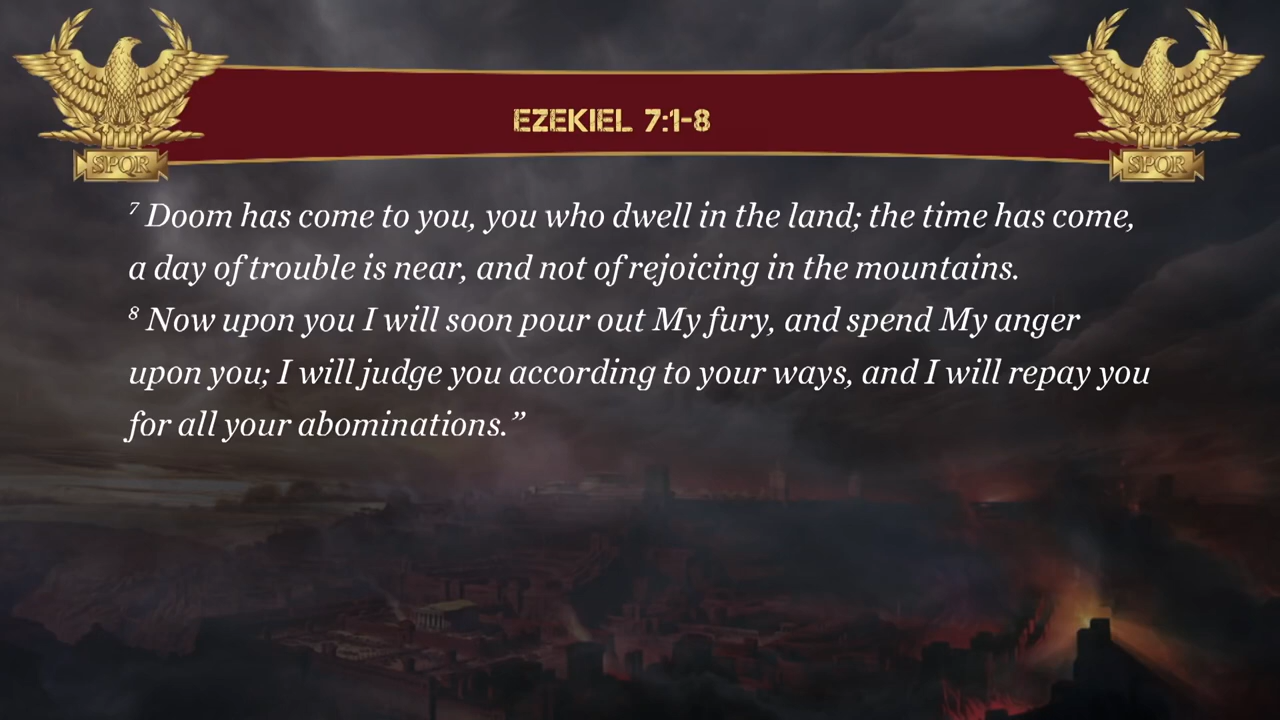 EZEKIEL 7:1-8
SPQR SPQR
⁷ Doom has come to you, you who dwell in the land; the time has come,
a day of trouble is near, and not of rejoicing in the mountains.
⁸ Now upon you I will soon pour out My fury, and spend My anger
upon you; I will judge you according to your ways, and I will repay you
for all your abominations.”